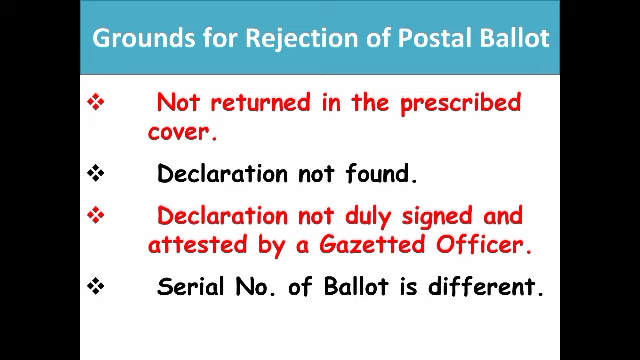 Grounds for Rejection of Postal Ballot
❖ Not returned in the prescribed
cover.
❖ Declaration not found.
❖ Declaration not duly signed and
attested by a Gazetted Officer.
❖ Serial No. of Ballot is different.